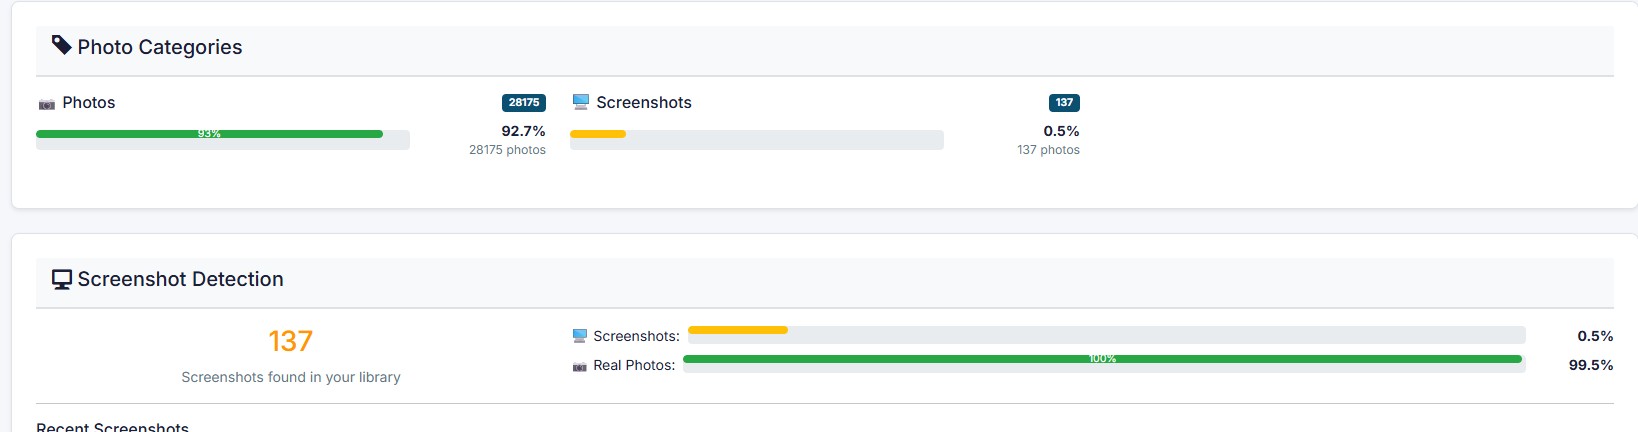 Photo Categories
Photos
28175
93%
92.7%
28175 photos
Screenshots
137
0.5%
137 photos
Screenshot Detection
137
Screenshots found in your library
Screenshots:
0.5%
Real Photos:
100%
99.5%
Recent Screenshots